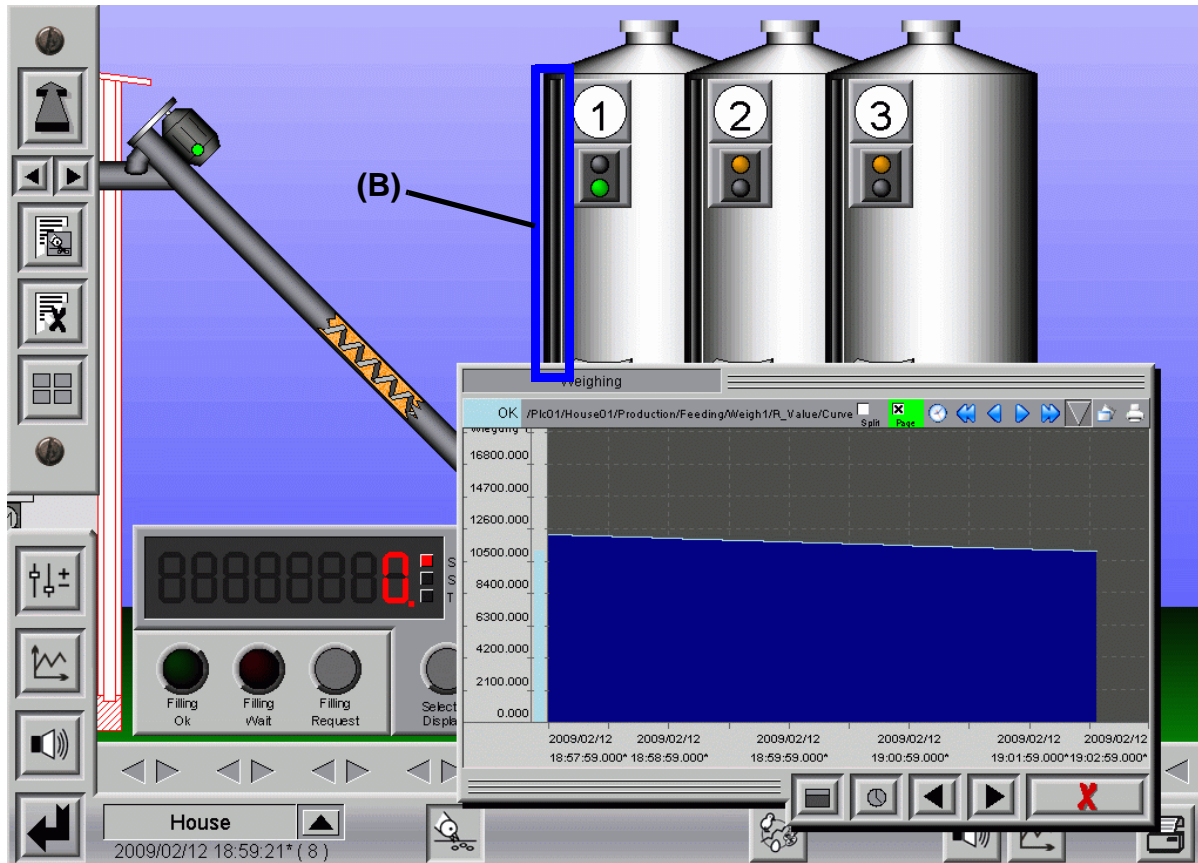 1
2
3
(B)
Weighing
OK /Plc01/House01/Production/Feeding/Weigh1/R_Value/Curve
Split
Page
16800.000
14700.000
12600.000
10500.000
8400.000
6300.000
4200.000
2100.000
0.000
2009/02/12 2009/02/12 2009/02/12 2009/02/12 2009/02/12 2009/02/12
18:57:59.000* 18:58:59.000* 18:59:59.000* 19:00:59.000* 19:01:59.000* 19:02:59.000*
0.
S
S
T
Filling Ok
Filling Wait
Filling Request
House
2009/02/12 18:59:21* ( 8 )